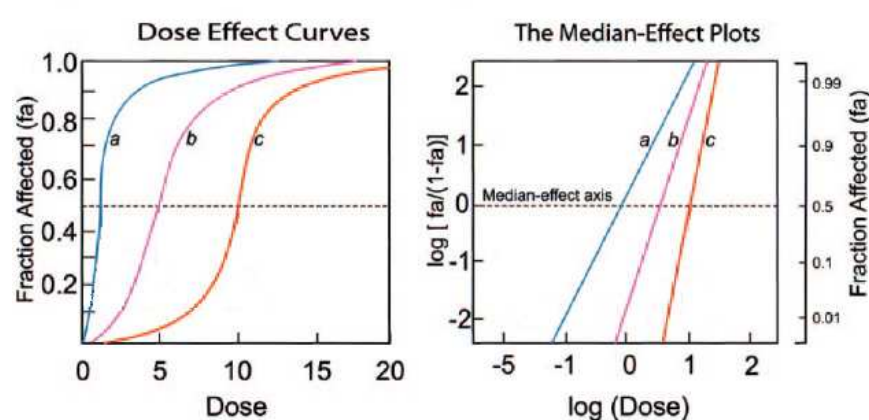 Dose Effect Curves
Fraction Affected (fa)
1.0
0.8
0.6
0.4
0.2
a
b
c
0
5
10
15
20
Dose
The Median-Effect Plots
log [ fa/(1-fa)]
2
1
0
-1
-2
a
b
c
Median-effect axis
-5
-1
0
1
2
log (Dose)
0.99
0.9
0.5
0.1
0.01
Fraction Affected (fa)